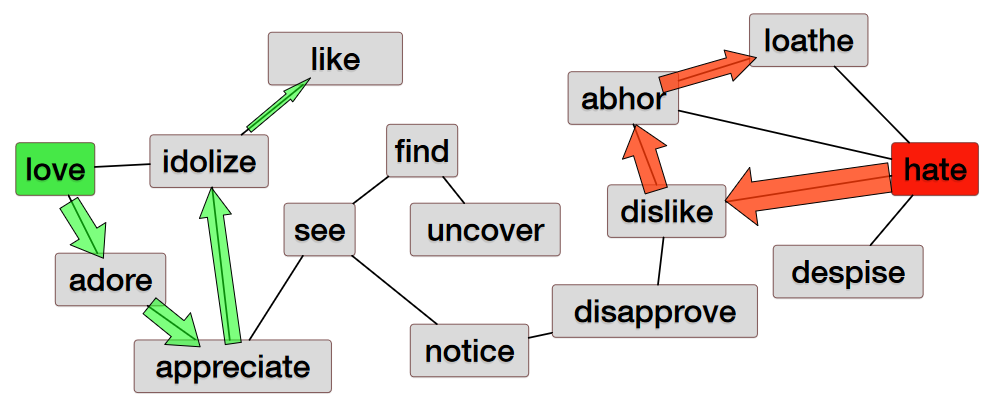 like
loathe
abhor
find
love
idolize
hate
dislike
see
uncover
adore
despise
disapprove
notice
appreciate